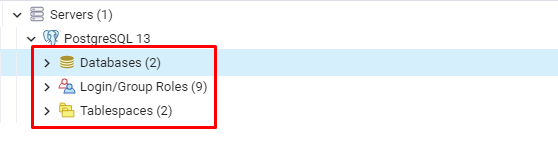 Servers (1)
PostgreSQL 13
Databases (2)
Login/Group Roles (9)
Tablespaces (2)